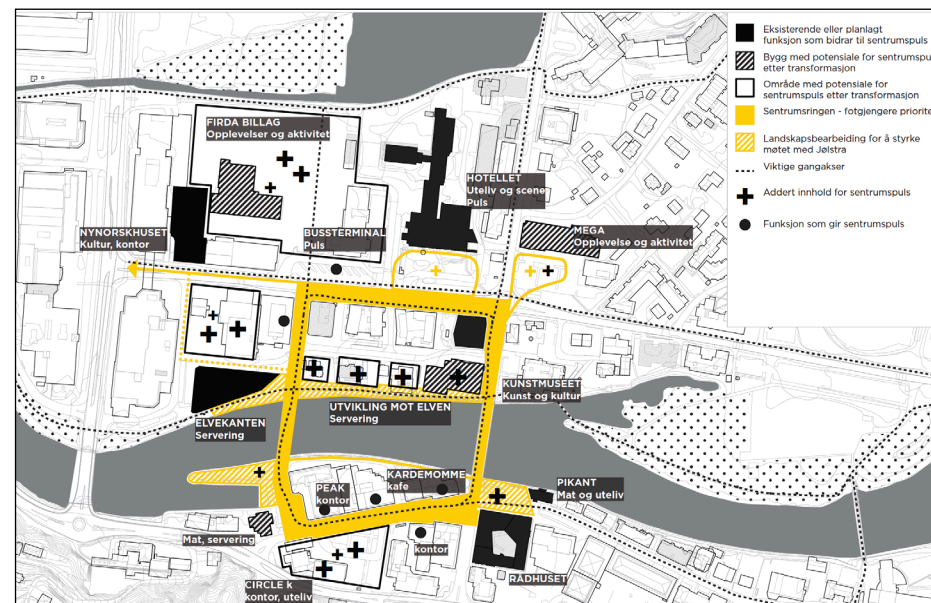 Eksisterende eller planlagt
funksjon som bidrar til sentrumspuls
Bygg med potensiale for sentrumspu
etter transformasjon
Område med potensiale for
sentrumspuls etter transformasjon
Sentrumsringen - fotgjengere priorite
Landskapsbearbeiding for å styrke
møtet med Jølstra
Viktige gangakser
Addert innhold for sentrumspuls
Funksjon som gir sentrumspuls
FIRDA BILLAG
Opplevelser og aktivitet
HOTELLET
Uteliv og scene
Puls
NYNORSKHUSET
Kultur, kontor
BUSSTERMINAL
Puls
MEGA
Opplevelse og aktivitet
KUNSTMUSEET
Kunst og kultur
UTVIKLING MOT ELVEN
Servering
ELVEKANTEN
Servering
KARDEMOMME
kafe
PEAK
kontor
PIKANT
Mat og uteliv
Mat, servering
kontor
RÅDHUSET
CIRCLE k
kontor, uteliv